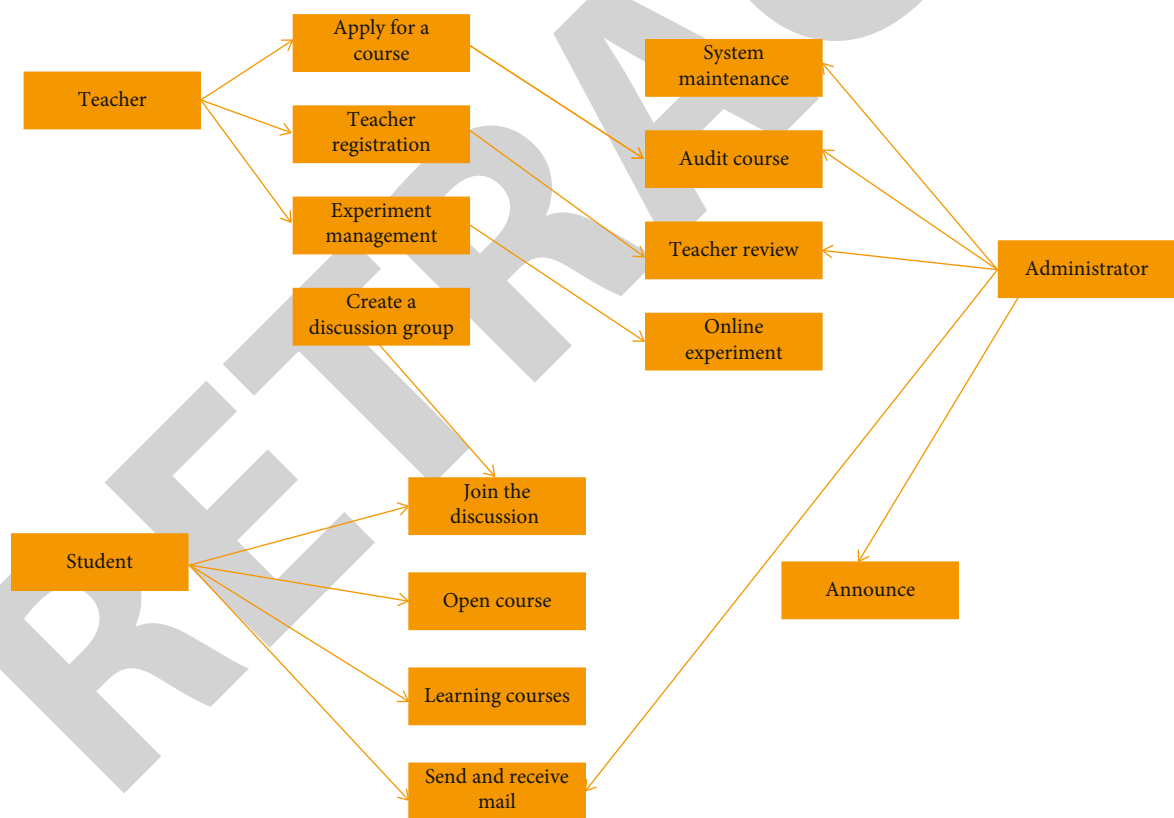 Apply for a
course
System
maintenance
Teacher
Teacher
registration
Audit course
Experiment
management
Teacher review
Administrator
Create a
discussion group
Online
experiment
Join the
discussion
Student
Open course
Announce
Learning courses
Send and receive
mail
RETRAC